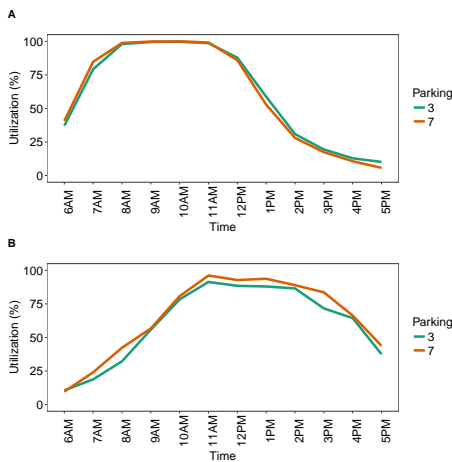 A
Utilization (%)
100
75
50
25
0
6AM 7AM 8AM 9AM 10AM 11AM 12PM 1PM 2PM 3PM 4PM 5PM
Time
Parking
3
7
B
Utilization (%)
100
75
50
25
0
6AM 7AM 8AM 9AM 10AM 11AM 12PM 1PM 2PM 3PM 4PM 5PM
Time
Parking
3
7